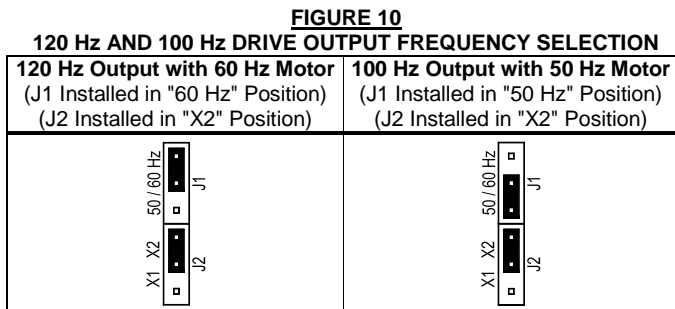 FIGURE 10
120 Hz AND 100 Hz DRIVE OUTPUT FREQUENCY SELECTION
120 Hz Output with 60 Hz Motor
(J1 Installed in "60 Hz" Position)
(J2 Installed in "X2" Position)
100 Hz Output with 50 Hz Motor
(J1 Installed in "50 Hz" Position)
(J2 Installed in "X2" Position)
50 / 60 Hz
J1
X1 X2
J2
50 / 60 Hz
J1
X1 X2
J2